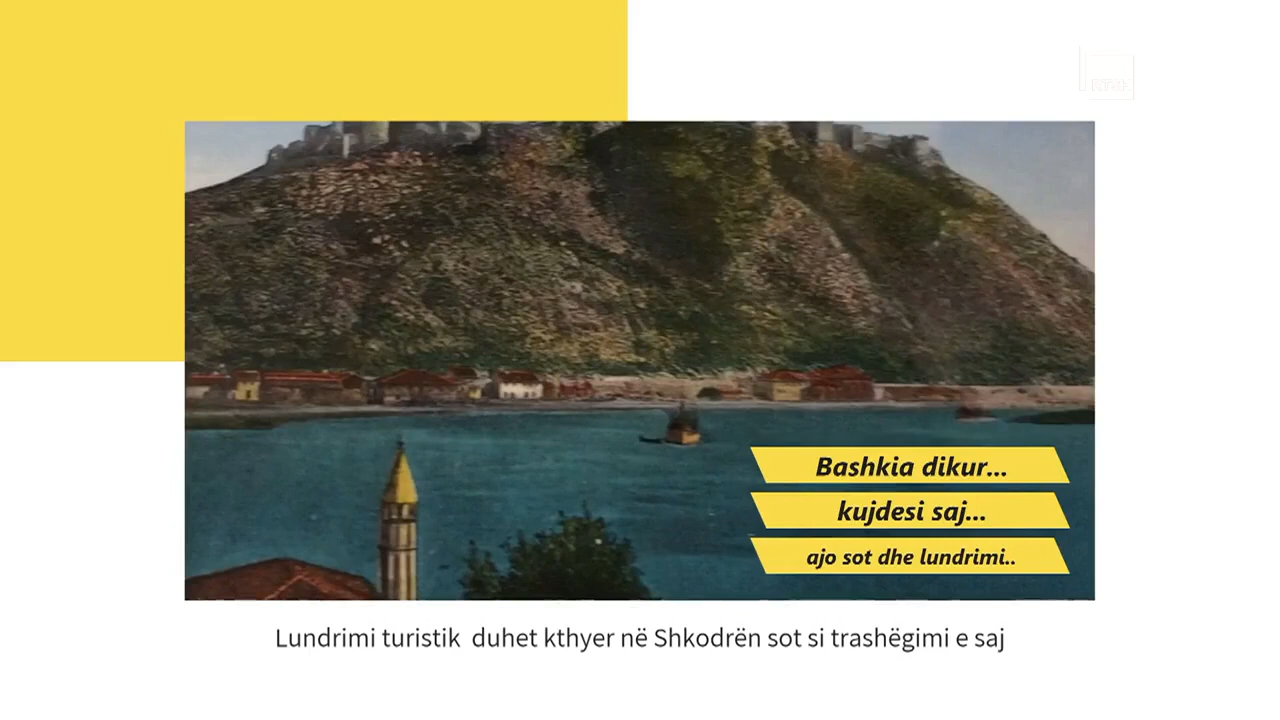 Bashkia dikur...
kujdesi saj...
ajo sot dhe lundrimi..
Lundrimi turistik duhet kthyer në Shkodrën sot si trashëgimi e saj